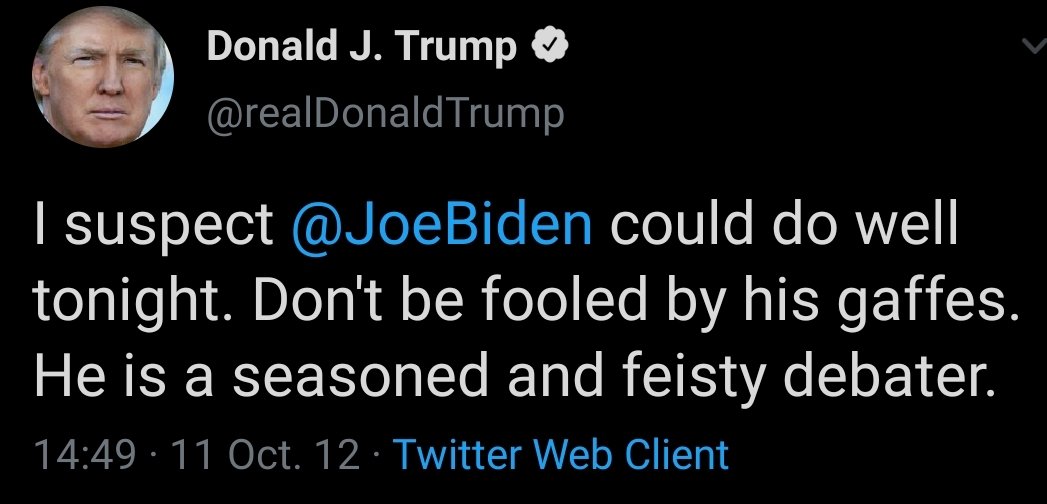 Donald J. Trump
@realDonaldTrump
I suspect @JoeBiden could do well
tonight. Don't be fooled by his gaffes.
He is a seasoned and feisty debater.
14:49 · 11 Oct. 12 · Twitter Web Client